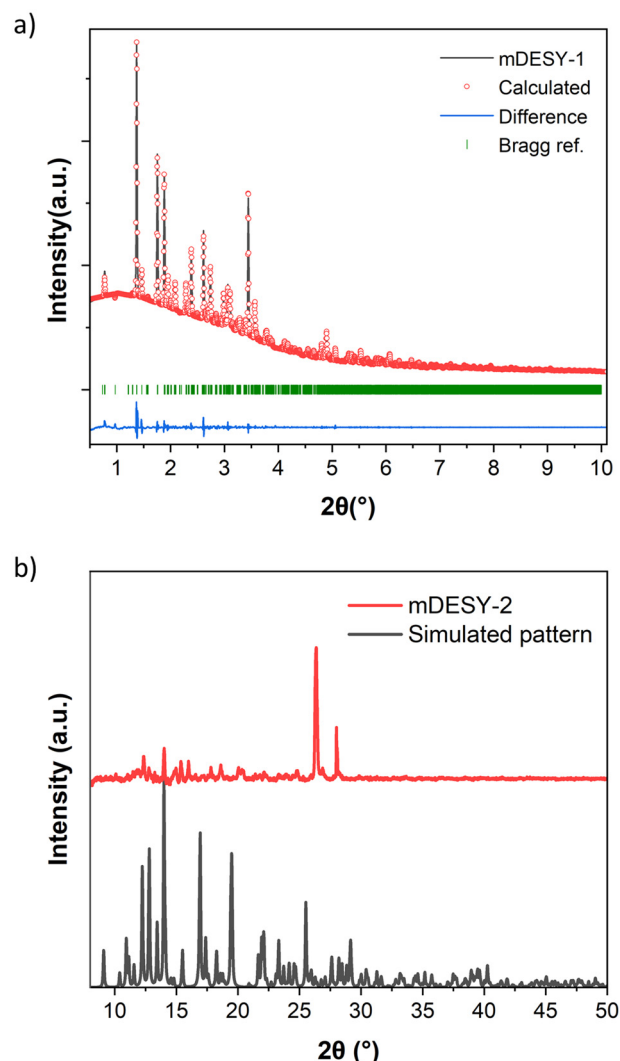 a)
mDESY-1
Calculated
Difference
Bragg ref.
Intensity(a.u.)
1 2 3 4 5 6 7 8 9 10
2θ(°)
b)
mDESY-2
Simulated pattern
Intensity (a.u.)
10 15 20 25 30 35 40 45 50
2θ (°)